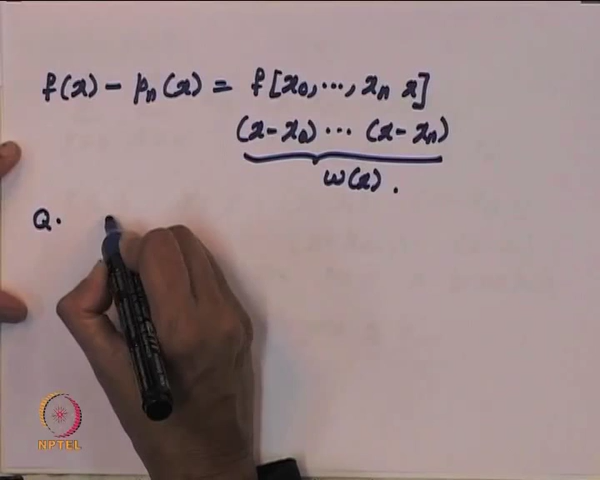 f(x) - pₙ(x) = f[x₀, ..., xₙ x]
(x - x₀) ... (x - xₙ)
w(x).
Q.
NPTEL